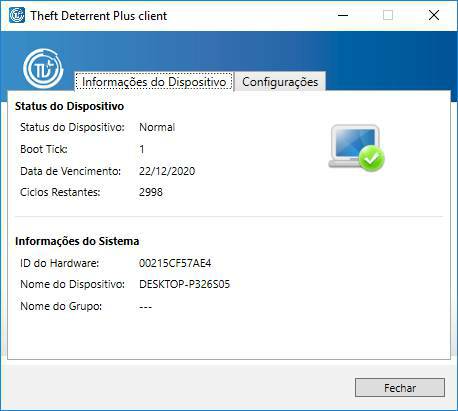 Theft Deterrent Plus client
Informações do Dispositivo
Configurações
Status do Dispositivo
Status do Dispositivo: Normal
Boot Tick: 1
Data de Vencimento: 22/12/2020
Ciclos Restantes: 2998
Informações do Sistema
ID do Hardware: 00215CF57AE4
Nome do Dispositivo: DESKTOP-P326S05
Nome do Grupo: ---
Fechar